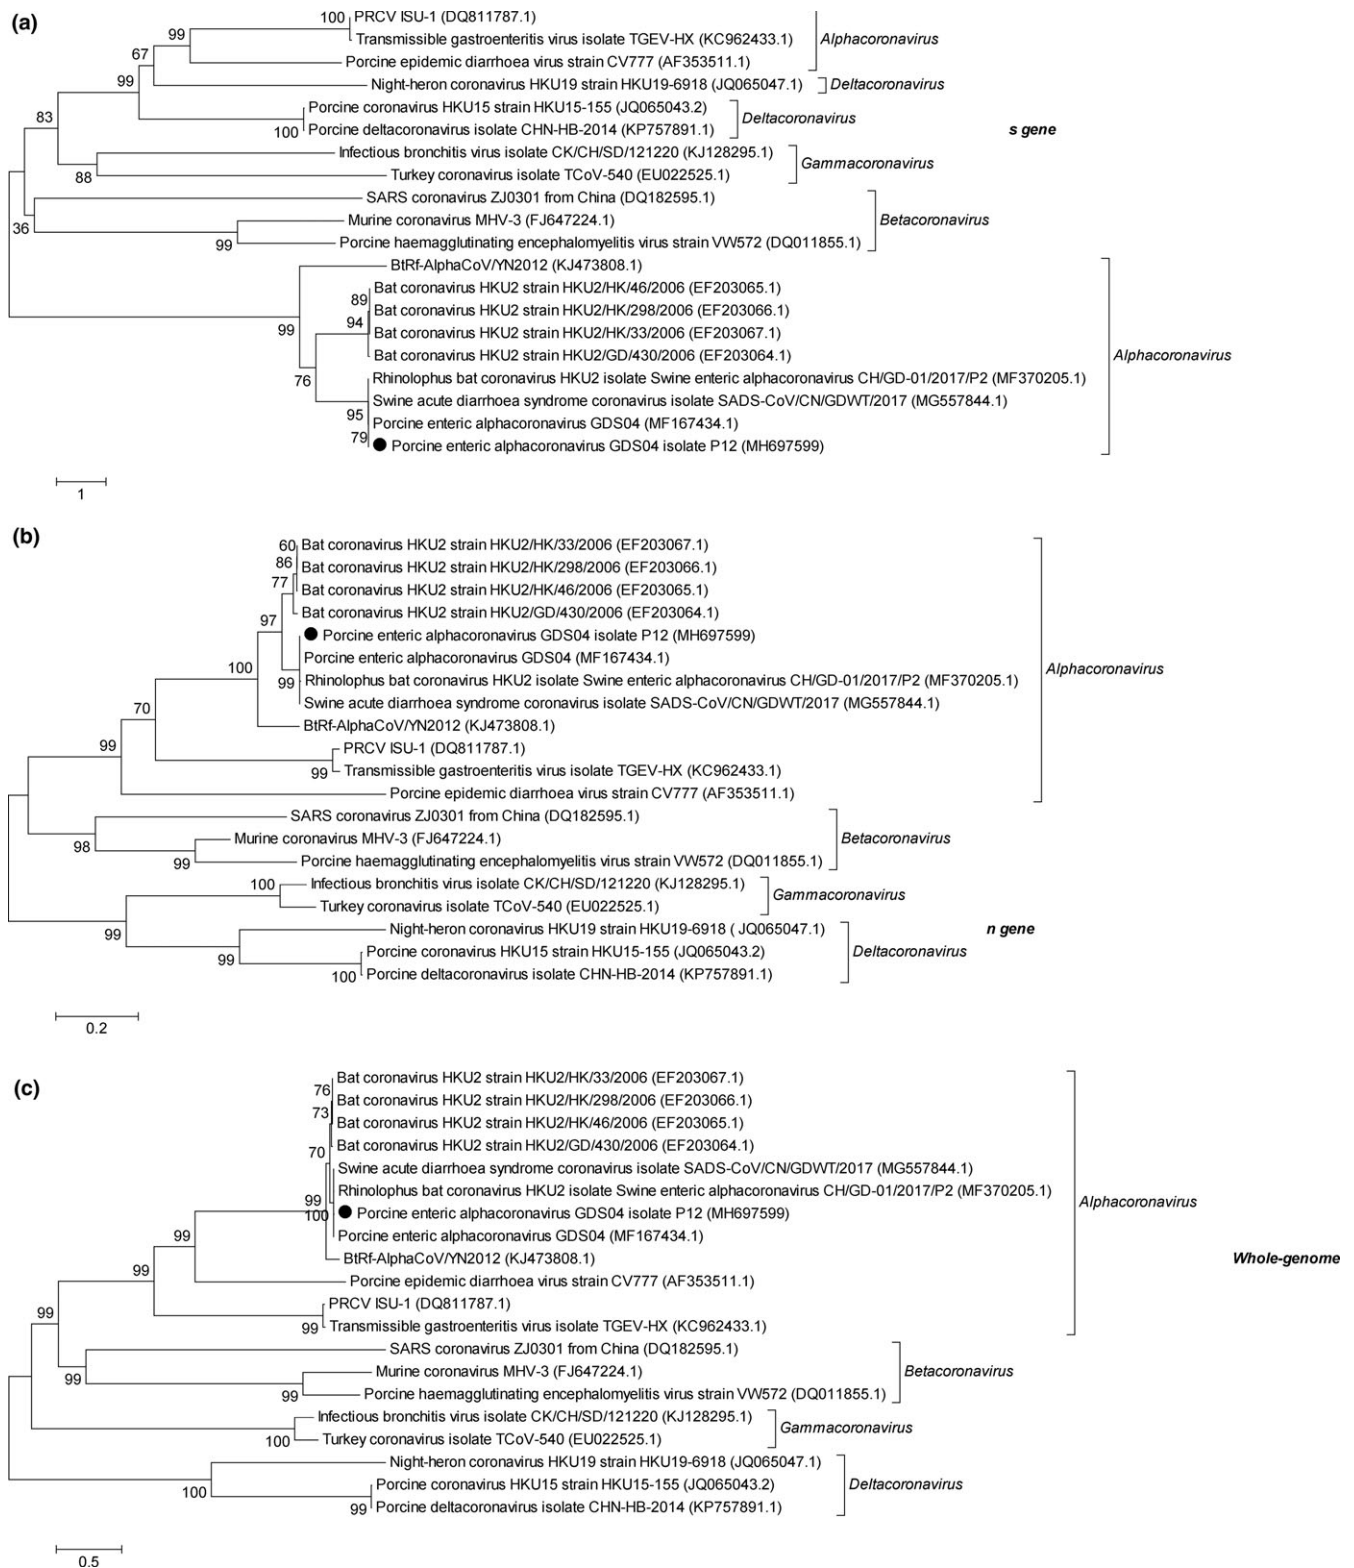 (a)
100 PRCV ISU-1 (DQ811787.1)
99 Transmissible gastroenteritis virus isolate TGEV-HX (KC962433.1)
Alphacoronavirus
67 Porcine epidemic diarrhoea virus strain CV777 (AF353511.1)
99 Night-heron coronavirus HKU19 strain HKU19-6918 (JQ065047.1)
Deltacoronavirus
Porcine coronavirus HKU15 strain HKU15-155 (JQ065043.2)
83
Deltacoronavirus
100 Porcine deltacoronavirus isolate CHN-HB-2014 (KP757891.1)
s gene
Infectious bronchitis virus isolate CK/CH/SD/121220 (KJ128295.1)
Gammacoronavirus
88 Turkey coronavirus isolate TCoV-540 (EU022525.1)
SARS coronavirus ZJ0301 from China (DQ182595.1)
36 Murine coronavirus MHV-3 (FJ647224.1)
Betacoronavirus
99 Porcine haemagglutinating encephalomyelitis virus strain VW572 (DQ011855.1)
BtRf-AlphaCoV/YN2012 (KJ473808.1)
89 Bat coronavirus HKU2 strain HKU2/HK/46/2006 (EF203065.1)
94 Bat coronavirus HKU2 strain HKU2/HK/298/2006 (EF203066.1)
99 Bat coronavirus HKU2 strain HKU2/HK/33/2006 (EF203067.1)
Bat coronavirus HKU2 strain HKU2/GD/430/2006 (EF203064.1)
Alphacoronavirus
76 Rhinolophus bat coronavirus HKU2 isolate Swine enteric alphacoronavirus CH/GD-01/2017/P2 (MF370205.1)
Swine acute diarrhoea syndrome coronavirus isolate SADS-CoV/CN/GDWT/2017 (MG557844.1)
95 Porcine enteric alphacoronavirus GDS04 (MF167434.1)
79 Porcine enteric alphacoronavirus GDS04 isolate P12 (MH697599)
1
(b)
60 Bat coronavirus HKU2 strain HKU2/HK/33/2006 (EF203067.1)
86 Bat coronavirus HKU2 strain HKU2/HK/298/2006 (EF203066.1)
77 Bat coronavirus HKU2 strain HKU2/HK/46/2006 (EF203065.1)
Bat coronavirus HKU2 strain HKU2/GD/430/2006 (EF203064.1)
97 Porcine enteric alphacoronavirus GDS04 isolate P12 (MH697599)
100 Porcine enteric alphacoronavirus GDS04 (MF167434.1)
Alphacoronavirus
99 Rhinolophus bat coronavirus HKU2 isolate Swine enteric alphacoronavirus CH/GD-01/2017/P2 (MF370205.1)
70 Swine acute diarrhoea syndrome coronavirus isolate SADS-CoV/CN/GDWT/2017 (MG557844.1)
BtRf-AlphaCoV/YN2012 (KJ473808.1)
99 PRCV ISU-1 (DQ811787.1)
99 Transmissible gastroenteritis virus isolate TGEV-HX (KC962433.1)
Porcine epidemic diarrhoea virus strain CV777 (AF353511.1)
SARS coronavirus ZJ0301 from China (DQ182595.1)
98 Murine coronavirus MHV-3 (FJ647224.1)
Betacoronavirus
99 Porcine haemagglutinating encephalomyelitis virus strain VW572 (DQ011855.1)
100 Infectious bronchitis virus isolate CK/CH/SD/121220 (KJ128295.1)
Gammacoronavirus
Turkey coronavirus isolate TCoV-540 (EU022525.1)
99 Night-heron coronavirus HKU19 strain HKU19-6918 ( JQ065047.1)
n gene
99 Porcine coronavirus HKU15 strain HKU15-155 (JQ065043.2)
Deltacoronavirus
100 Porcine deltacoronavirus isolate CHN-HB-2014 (KP757891.1)
0.2
(c)
76 Bat coronavirus HKU2 strain HKU2/HK/33/2006 (EF203067.1)
73 Bat coronavirus HKU2 strain HKU2/HK/298/2006 (EF203066.1)
Bat coronavirus HKU2 strain HKU2/HK/46/2006 (EF203065.1)
70 Bat coronavirus HKU2 strain HKU2/GD/430/2006 (EF203064.1)
Swine acute diarrhoea syndrome coronavirus isolate SADS-CoV/CN/GDWT/2017 (MG557844.1)
99 Rhinolophus bat coronavirus HKU2 isolate Swine enteric alphacoronavirus CH/GD-01/2017/P2 (MF370205.1)
Alphacoronavirus
100 Porcine enteric alphacoronavirus GDS04 isolate P12 (MH697599)
99 Porcine enteric alphacoronavirus GDS04 (MF167434.1)
BtRf-AlphaCoV/YN2012 (KJ473808.1)
Whole-genome
99 Porcine epidemic diarrhoea virus strain CV777 (AF353511.1)
99 PRCV ISU-1 (DQ811787.1)
99 Transmissible gastroenteritis virus isolate TGEV-HX (KC962433.1)
SARS coronavirus ZJ0301 from China (DQ182595.1)
99 Murine coronavirus MHV-3 (FJ647224.1)
Betacoronavirus
99 Porcine haemagglutinating encephalomyelitis virus strain VW572 (DQ011855.1)
Infectious bronchitis virus isolate CK/CH/SD/121220 (KJ128295.1)
Gammacoronavirus
100 Turkey coronavirus isolate TCoV-540 (EU022525.1)
Night-heron coronavirus HKU19 strain HKU19-6918 (JQ065047.1)
100 Porcine coronavirus HKU15 strain HKU15-155 (JQ065043.2)
Deltacoronavirus
99 Porcine deltacoronavirus isolate CHN-HB-2014 (KP757891.1)
0.5